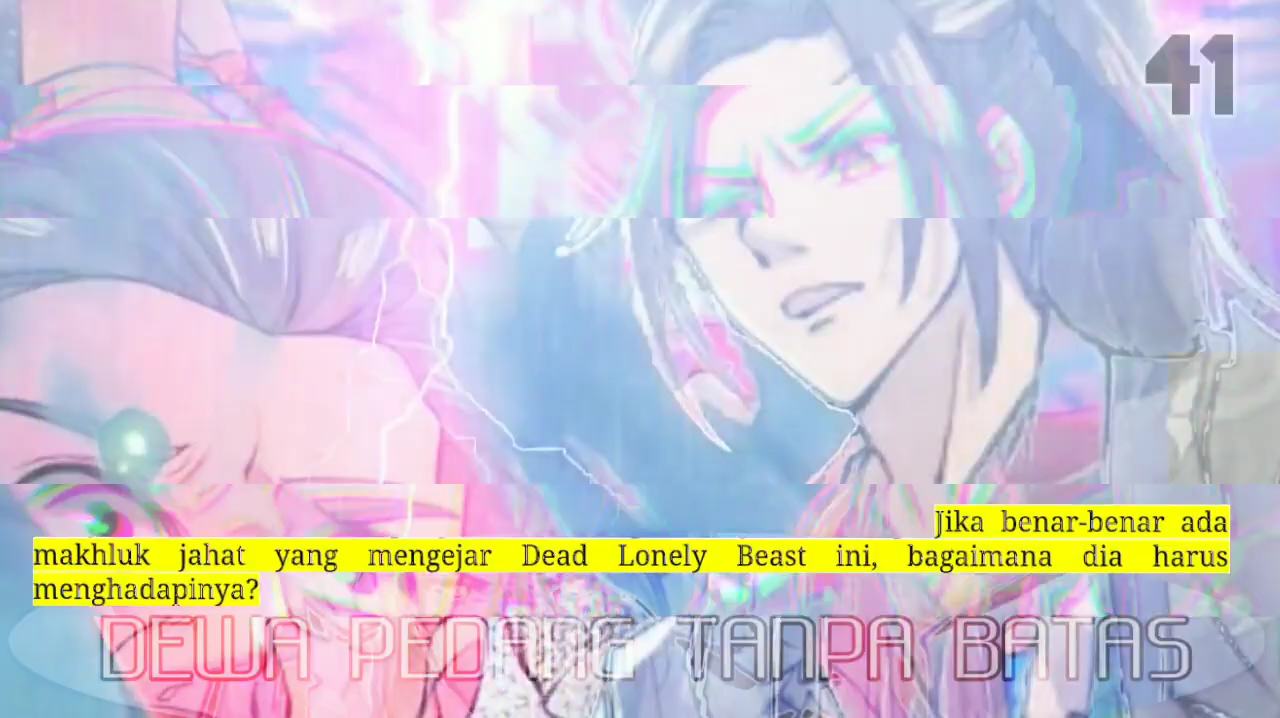 41
Jika benar-benar ada
makhluk jahat yang mengejar Dead Lonely Beast ini, bagaimana dia harus
menghadapinya?
DEWA PEDANG TANPA BATAS